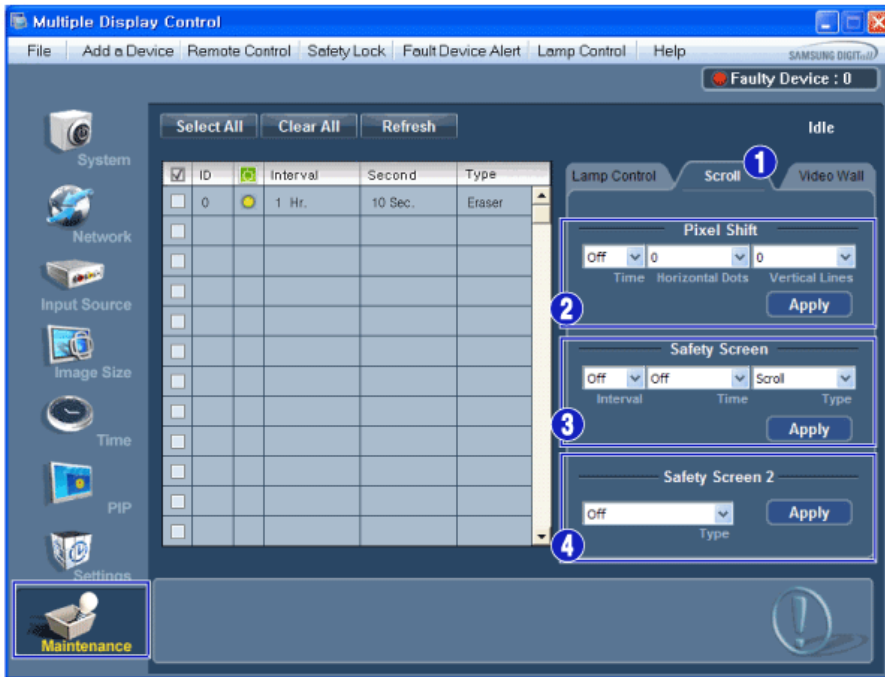 Multiple Display Control
File Add a Device Remote Control Safety Lock Fault Device Alert Lamp Control Help SAMSUNG DIGITall
Faulty Device : 0
Select All Clear All Refresh
Idle
System
Network
Input Source
Image Size
Time
PIP
Settings
Maintenance
ID Interval Second Type
0 1 Hr. 10 Sec. Eraser
Lamp Control Scroll 1 Video Wall
Pixel Shift
Off 0 0
Time Horizontal Dots Vertical Lines
2 Apply
Safety Screen
Off Off Scroll
Interval Time Type
3 Apply
Safety Screen 2
Off Apply
Type
4